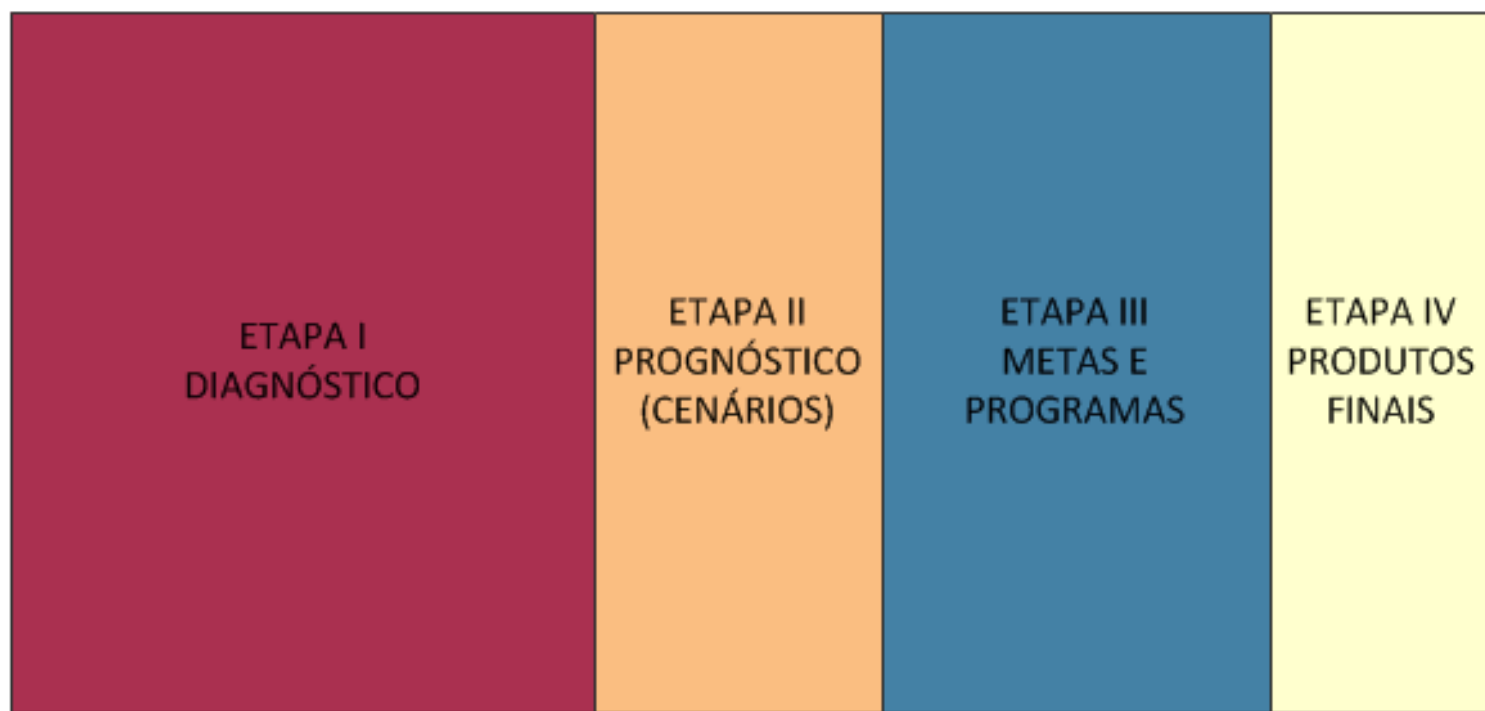 ETAPA I
DIAGNÓSTICO
ETAPA II
PROGNÓSTICO
(CENÁRIOS)
ETAPA III
METAS E
PROGRAMAS
ETAPA IV
PRODUTOS
FINAIS